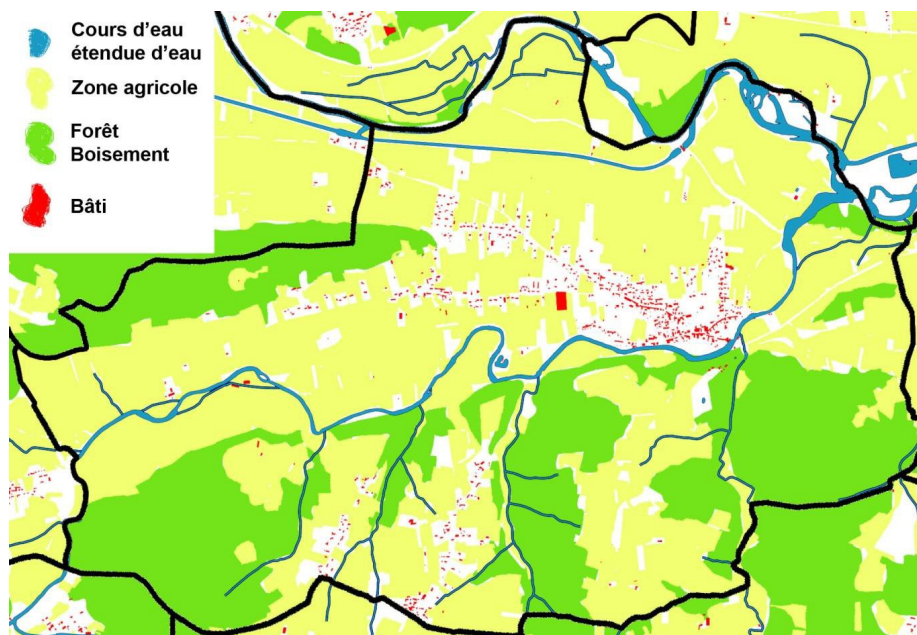 Cours d'eau
étendue d'eau
Zone agricole
Forêt
Boisement
Bâti